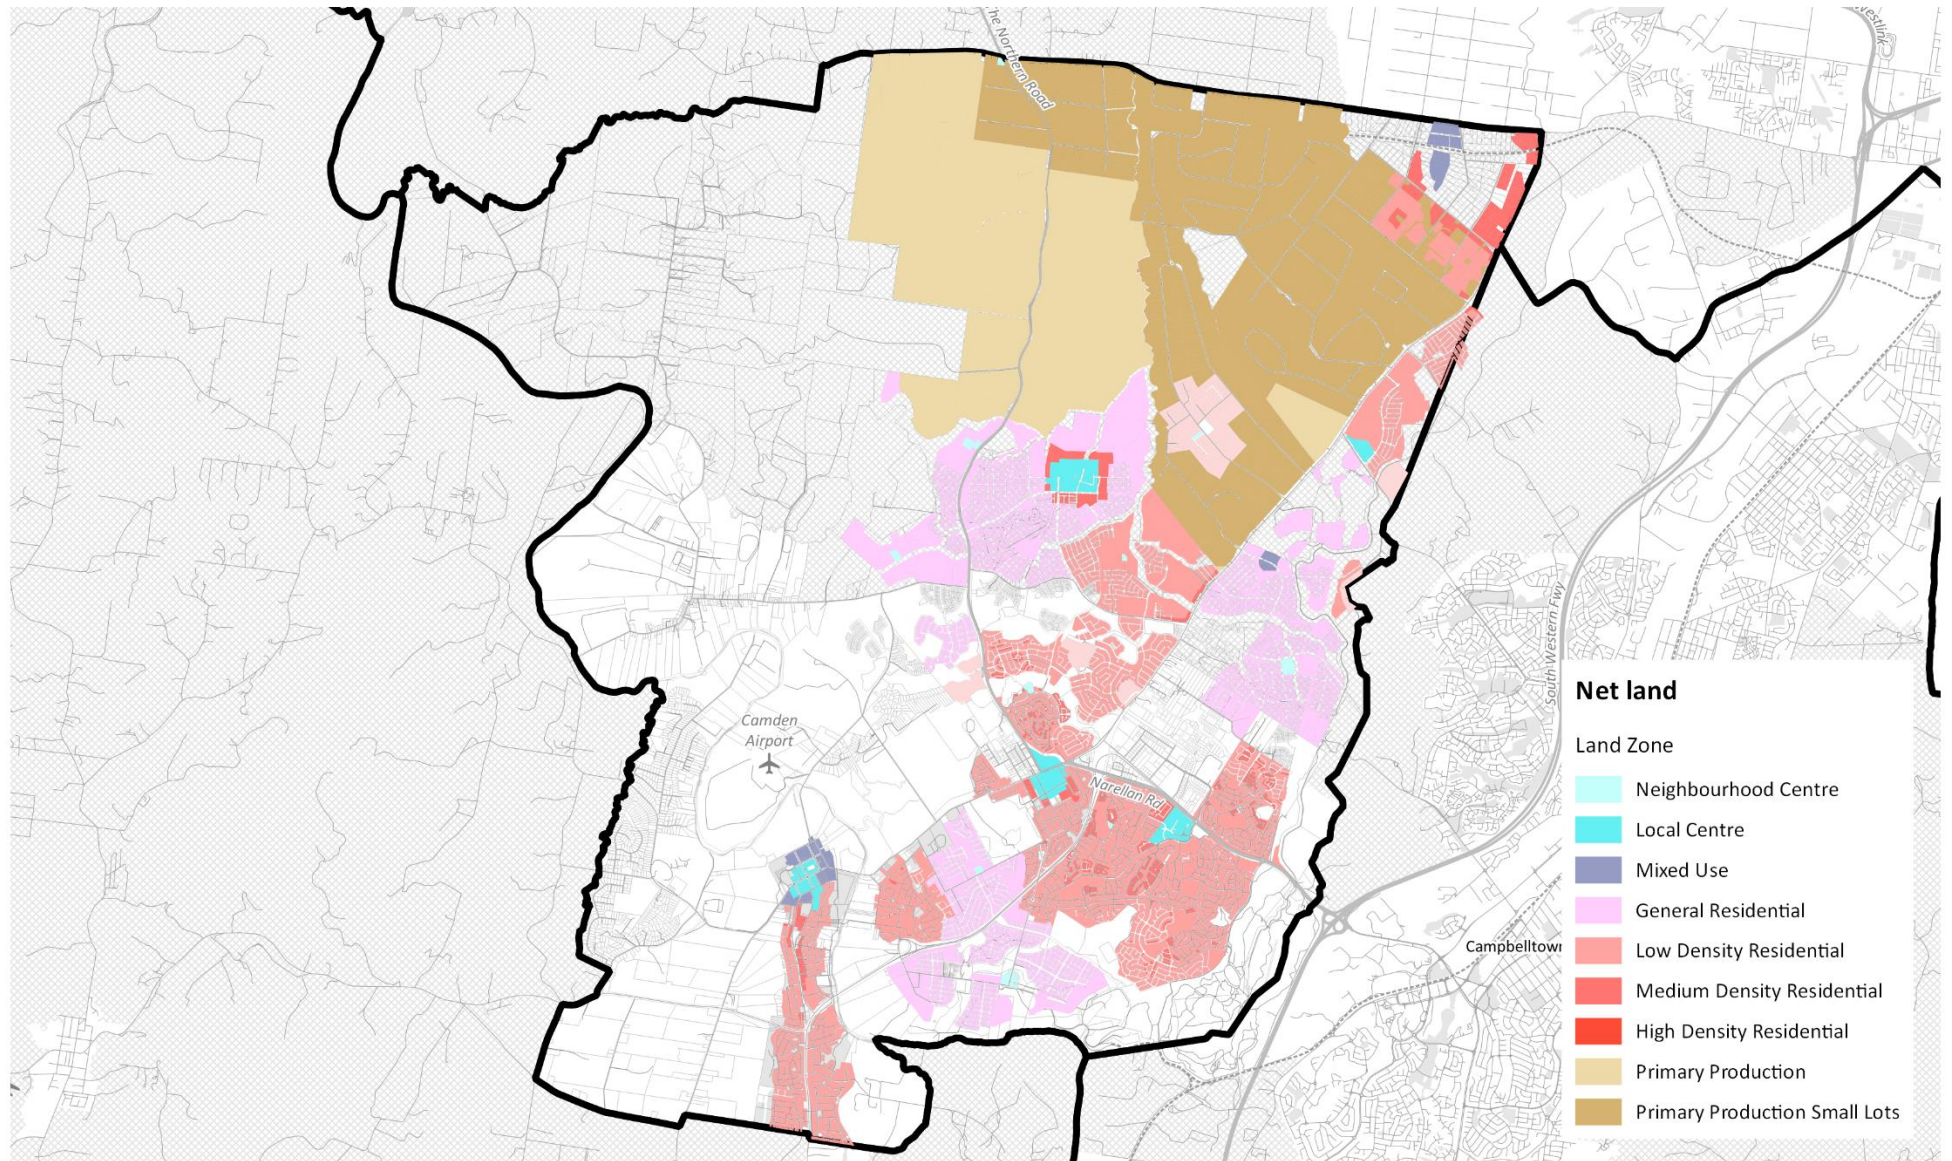 The Northern Road
Westlink
Camden
Airport
Narellan Rd
South Western Fwy
Campbelltown
Net land
Land Zone
Neighbourhood Centre
Local Centre
Mixed Use
General Residential
Low Density Residential
Medium Density Residential
High Density Residential
Primary Production
Primary Production Small Lots